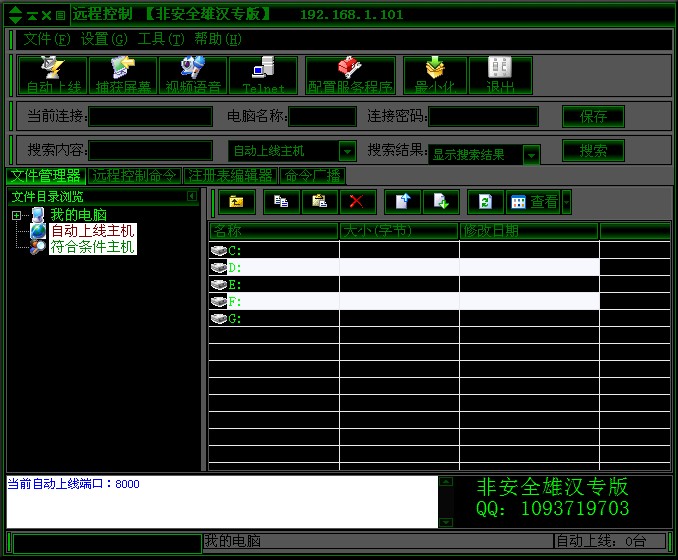 远程控制 【非安全雄汉专版】 192.168.1.101
文件(F) 设置(G) 工具(T) 帮助(H)
自动上线 捕获屏幕 视频语音 Telnet 配置服务程序 最小化 退出
当前连接: 电脑名称: 连接密码: 保存
搜索内容: 自动上线主机 搜索结果: 显示搜索结果 搜索
文件管理器 远程控制命令 注册表编辑器 命令广播
文件目录浏览
查看
我的电脑
自动上线主机
符合条件主机
名称 大小(字节) 修改日期
C:
D:
E:
F:
G:
当前自动上线端口：8000
非安全雄汉专版
QQ：1093719703
我的电脑 自动上线：0台